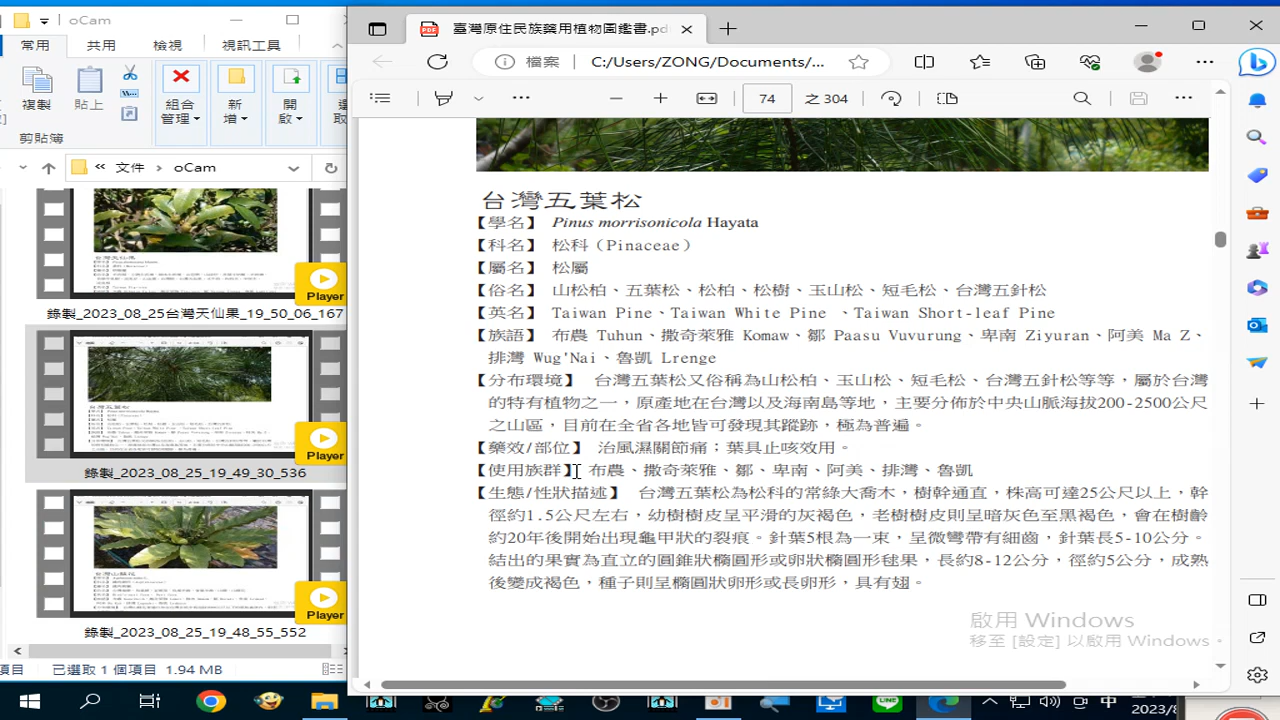 oCam
常用 共用 檢視 視訊工具
複製 貼上 組合管理 新增 開啟 選
剪貼簿
文件 oCam
Player
錄製_2023_08_25台灣天仙果_19_50_06_167
Player
錄製_2023_08_25_19_49_30_536
Player
錄製_2023_08_25_19_48_55_552
項目 已選取 1 個項目 1.94 MB
臺灣原住民族藥用植物圖鑑書.pd
檔案 C:/Users/ZONG/Documents/...
74 之 304
台灣五葉松
【學名】 Pinus morrisonicola Hayata
【科名】 松科（Pinaceae）
【屬名】 松屬
【俗名】 山松柏、五葉松、松柏、松樹、玉山松、短毛松、台灣五針松
【英名】 Taiwan Pine、Taiwan White Pine 、Taiwan Short-leaf Pine
【族語】 布農 Tuhun、撒奇萊雅 Komaw、鄒 Paasu Vuvurung、卑南 Ziyuran、阿美 Ma Z、
排灣 Wug'Nai、魯凱 Lrenge
【分布環境】 台灣五葉松又俗稱為山松柏、玉山松、短毛松、台灣五針松等等，屬於台灣
的特有植物之一，原產地在台灣以及海南島等地，主要分佈於中央山脈海拔200-2500公尺
之山區，目前在全省各地皆可發現其蹤跡，極為普遍。
【藥效/部位】 治風濕關節痛；葉具止咳效用。
【使用族群】 布農、撒奇萊雅、鄒、卑南、阿美、排灣、魯凱
【生態/性狀描述】 台灣五葉松為松科的常綠大喬木，樹幹通直，株高可達25公尺以上，幹
徑約1.5公尺左右，幼樹樹皮呈平滑的灰褐色，老樹樹皮則呈暗灰色至黑褐色，會在樹齡
約20年後開始出現龜甲狀的裂痕。針葉5根為一束，呈微彎帶有細齒，針葉長5-10公分。
結出的果實為直立的圓錐狀橢圓形或卵狀橢圓形毬果，長約8-12公分，徑約5公分，成熟
後變成褐色，種子則呈橢圓狀卵形或長卵形，具有翅。
啟用 Windows
移至 [設定] 以啟用 Windows。
中
2023/8